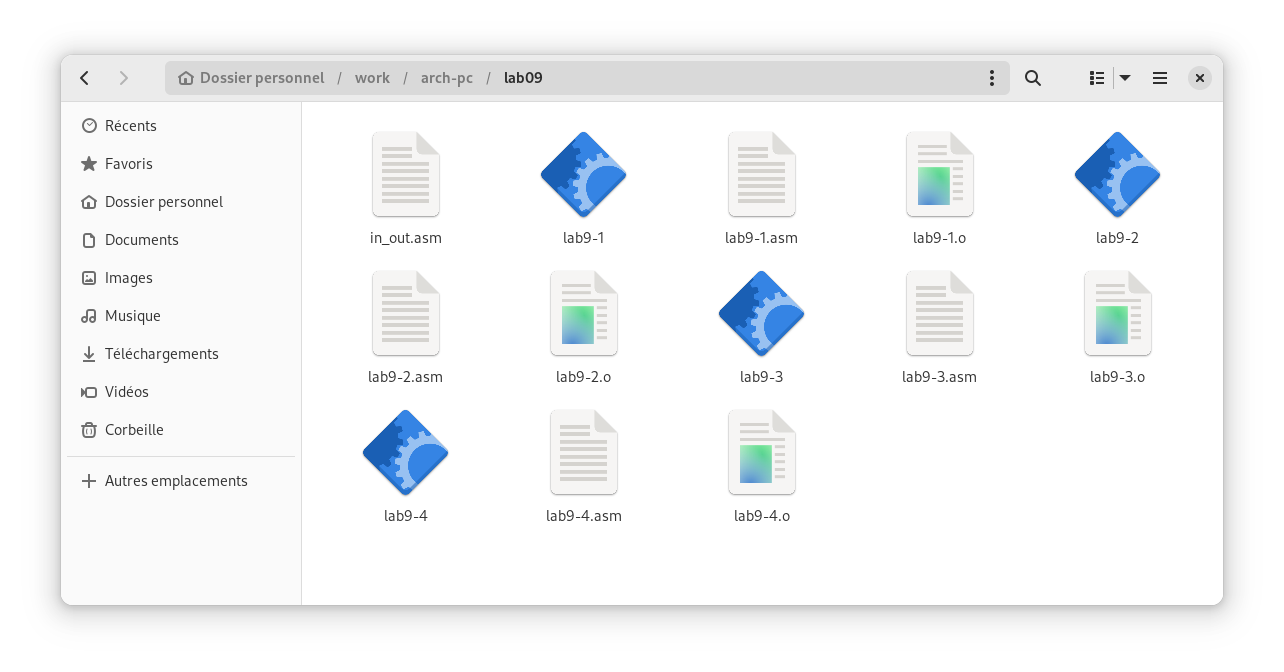 Dossier personnel / work / arch-pc / lab09
Récents
Favoris
Dossier personnel
Documents
Images
Musique
Téléchargements
Vidéos
Corbeille
Autres emplacements
in_out.asm lab9-1 lab9-1.asm lab9-1.o lab9-2
lab9-2.asm lab9-2.o lab9-3 lab9-3.asm lab9-3.o
lab9-4 lab9-4.asm lab9-4.o